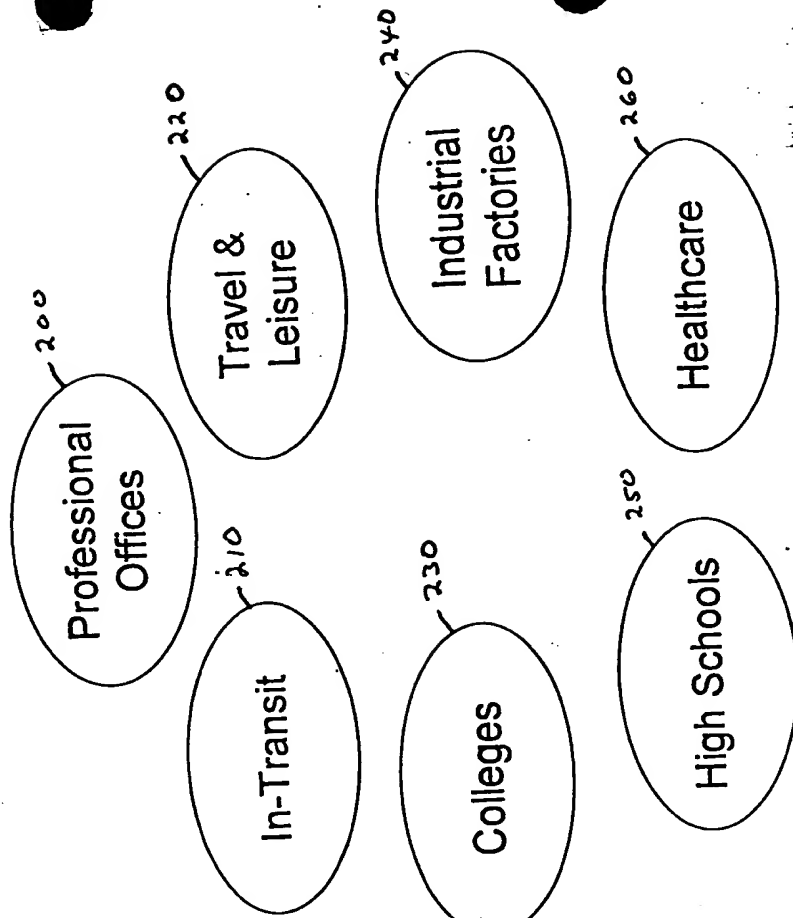 Professional
Offices
200
In-Transit
210
Travel &
Leisure
220
Colleges
230
Industrial
Factories
240
High Schools
250
Healthcare
260